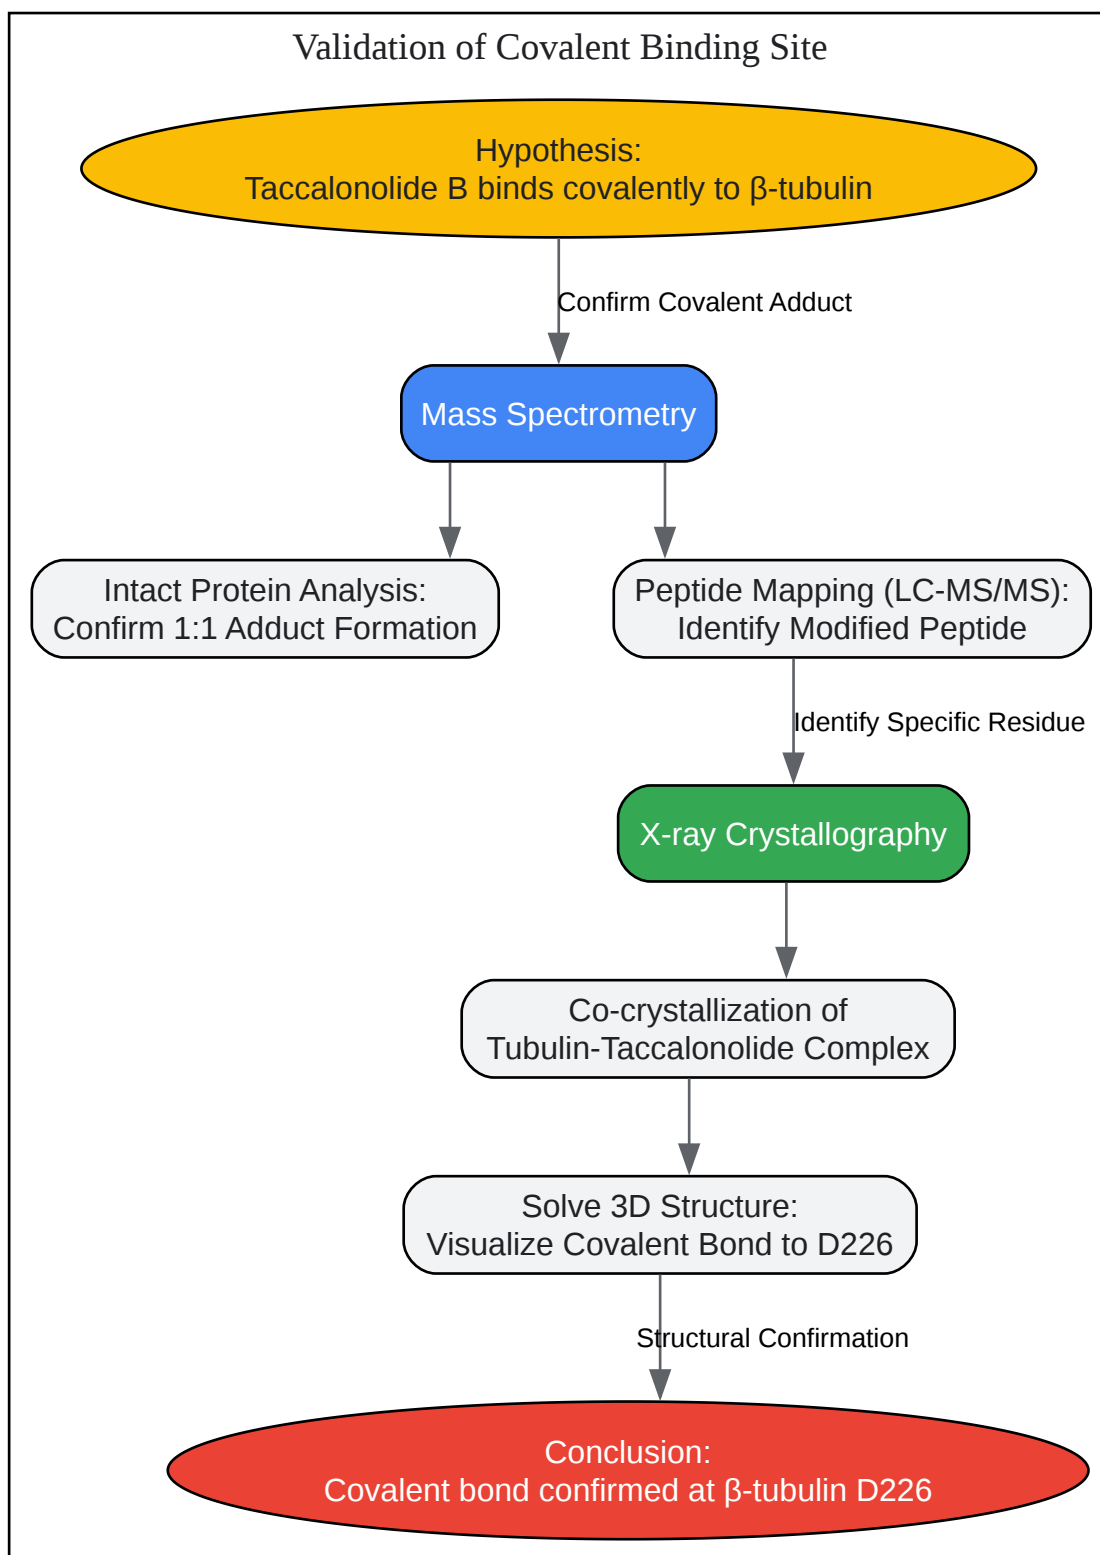 Validation of Covalent Binding Site
Hypothesis:
Taccalonolide B binds covalently to β-tubulin
Confirm Covalent Adduct
Mass Spectrometry
Intact Protein Analysis:
Confirm 1:1 Adduct Formation
Peptide Mapping (LC-MS/MS):
Identify Modified Peptide
Identify Specific Residue
X-ray Crystallography
Co-crystallization of
Tubulin-Taccalonolide Complex
Solve 3D Structure:
Visualize Covalent Bond to D226
Structural Confirmation
Conclusion:
Covalent bond confirmed at β-tubulin D226